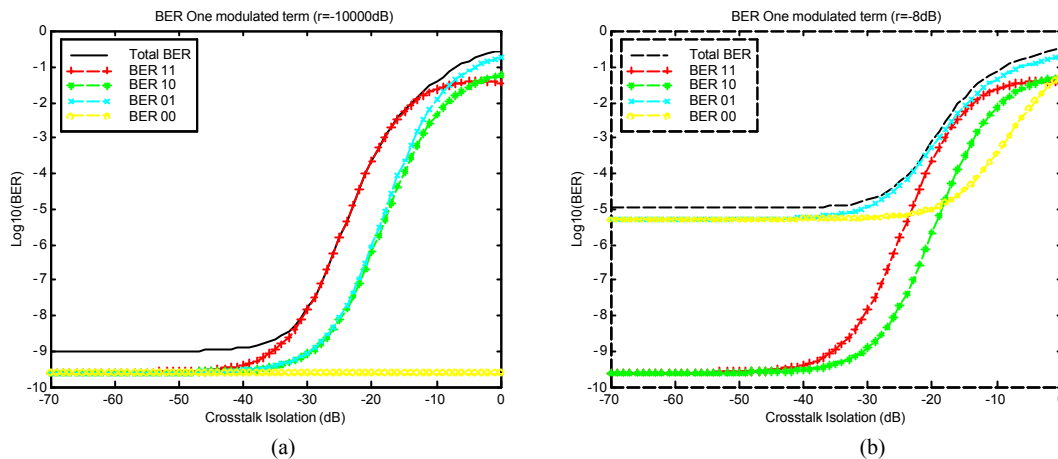 BER One modulated term (r=-10000dB)
0
-1
-2
-3
-4
-5
-6
-7
-8
-9
-10
Log10(BER)
Total BER
BER 11
BER 10
BER 01
BER 00
-70
-60
-50
-40
-30
-20
-10
0
Crosstalk Isolation (dB)
(a)
BER One modulated term (r=-8dB)
0
-1
-2
-3
-4
-5
-6
-7
-8
-9
-10
Log10(BER)
Total BER
BER 11
BER 10
BER 01
BER 00
-70
-60
-50
-40
-30
-20
-10
0
Crosstalk Isolation (dB)
(b)